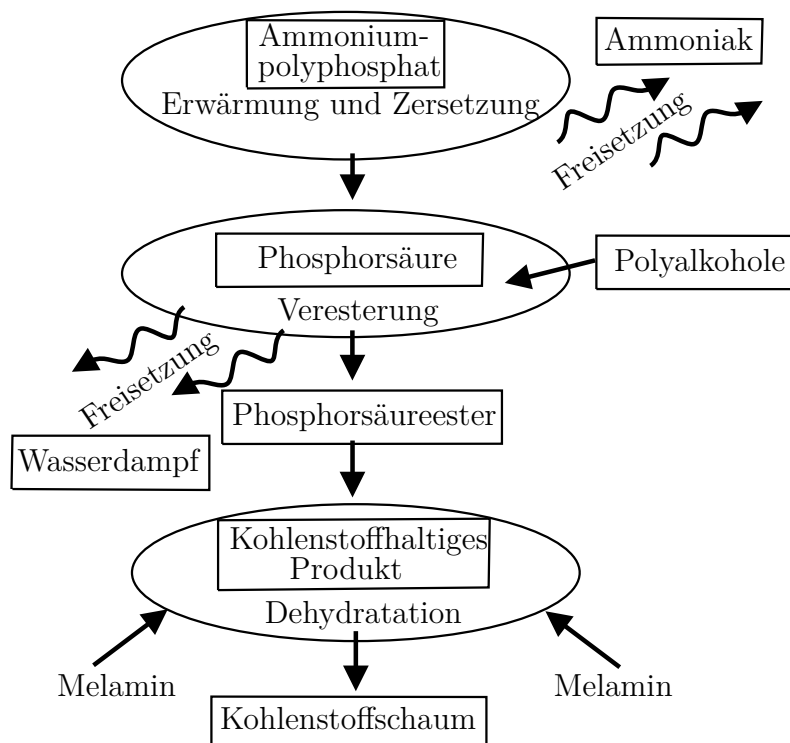 Ammonium-
polyphosphat
Erwärmung und Zersetzung
Ammoniak
Freisetzung
Phosphorsäure
Veresterung
Polyalkohole
Freisetzung
Wasserdampf
Phosphorsäureester
Kohlenstoffhaltiges
Produkt
Dehydratation
Melamin
Melamin
Kohlenstoffschaum